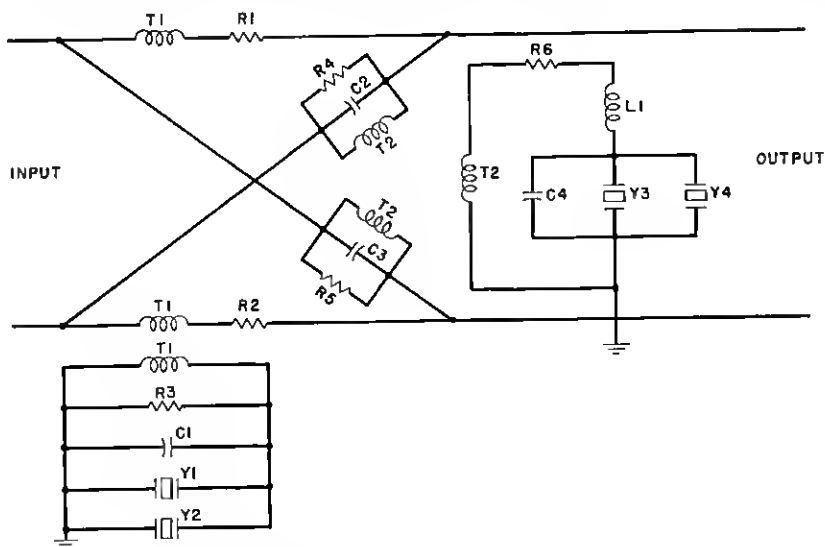 T1
R1
R4
C2
T2
R6
L1
T2
C4
Y3
Y4
INPUT
OUTPUT
T2
C3
R5
T1
R2
T1
R3
C1
Y1
Y2